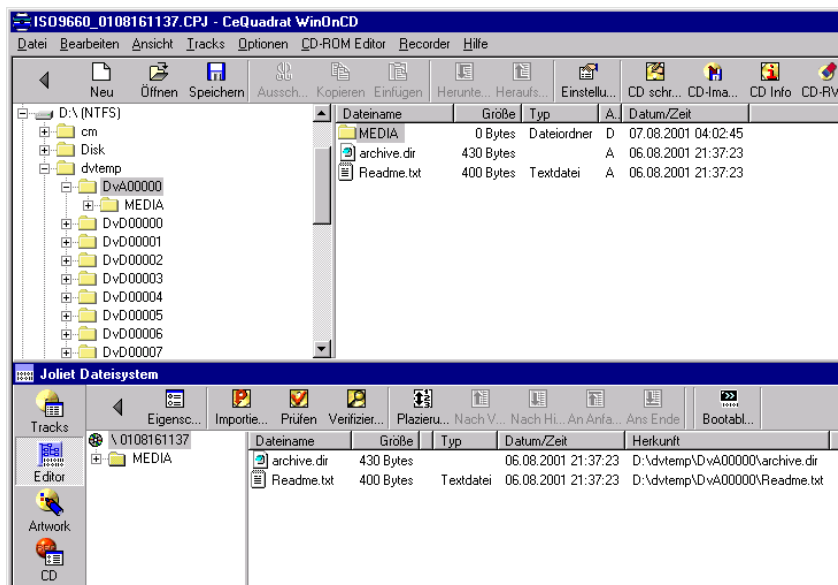 ISO9660_0108161137.CPJ - CeQuadrat WinOnCD
Datei Bearbeiten Ansicht Tracks Optionen CD-ROM Editor Recorder Hilfe
Neu Öffnen Speichern Aussch... Kopieren Einfügen Herunte... Heraufs... Einstellu... CD schr... CD-Ima... CD Info CD-RV
D:\ (NTFS)
cm
Disk
dvtemp
DvA00000
MEDIA
DvD00000
DvD00001
DvD00002
DvD00003
DvD00004
DvD00005
DvD00006
DvD00007
Dateiname Größe Typ A.. Datum/Zeit
MEDIA 0 Bytes Dateiordner D 07.08.2001 04:02:45
archive.dir 430 Bytes A 06.08.2001 21:37:23
Readme.txt 400 Bytes Textdatei A 06.08.2001 21:37:23
Joliet Dateisystem
Tracks
Editor
Artwork
CD
Eigensc... Importie... Prüfen Verifizier... Plazieru... Nach V... Nach Hi... An Anfa... Ans Ende Bootabl...
\ 0108161137
MEDIA
Dateiname Größe Typ Datum/Zeit Herkunft
archive.dir 430 Bytes 06.08.2001 21:37:23 D:\dvtemp\DvA00000\archive.dir
Readme.txt 400 Bytes Textdatei 06.08.2001 21:37:23 D:\dvtemp\DvA00000\Readme.txt